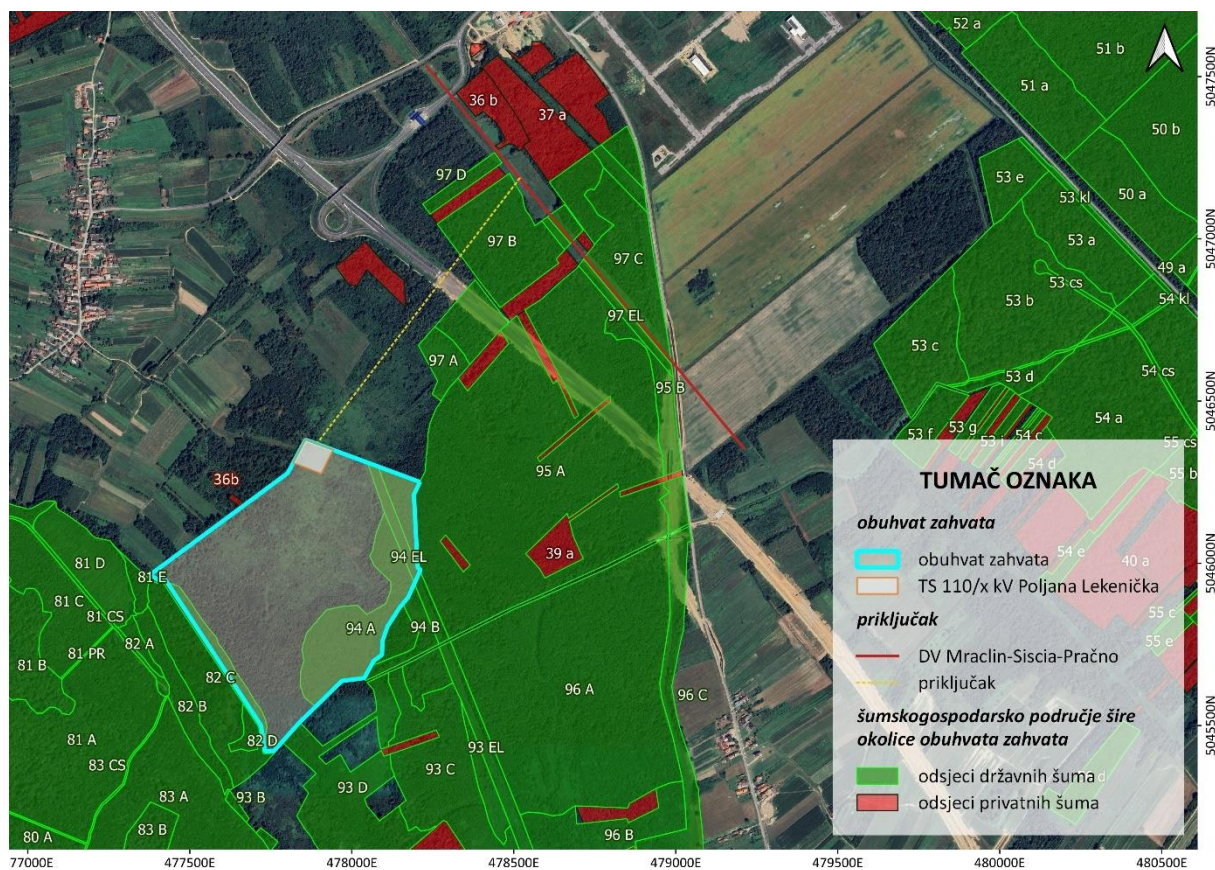 52 a
51 b
51 a
50 b
50 a
36 b
37 a
53 e
53 kl
53 a
49 a
54 kl
53 cs
53 b
53 c
54 cs
53 d
54 a
53 g
53 f
53 i
54 c
54 d
55 cs
55 b
97 D
97 B
97 C
97 EL
97 A
95 B
95 A
36b
39 a
94 EL
94 A
94 B
81 D
81 E
81 C
81 CS
82 A
81 PR
81 B
82 C
82 B
81 A
82 D
83 CS
83 A
93 B
83 B
80 A
93 D
93 C
93 EL
96 A
96 C
96 B
54 e
40 a
55 c
55 e
TUMAČ OZNAKA
obuhvat zahvata
obuhvat zahvata
TS 110/x kV Poljana Lekenička
priključak
DV Mraclin-Siscia-Pračno
priključak
šumskogospodarsko područje šire
okolice obuhvata zahvata
odsjeci državnih šuma
odsjeci privatnih šuma
5047500N
5047000N
5046500N
5046000N
5045500N
477000E
477500E
478000E
478500E
479000E
479500E
480000E
480500E